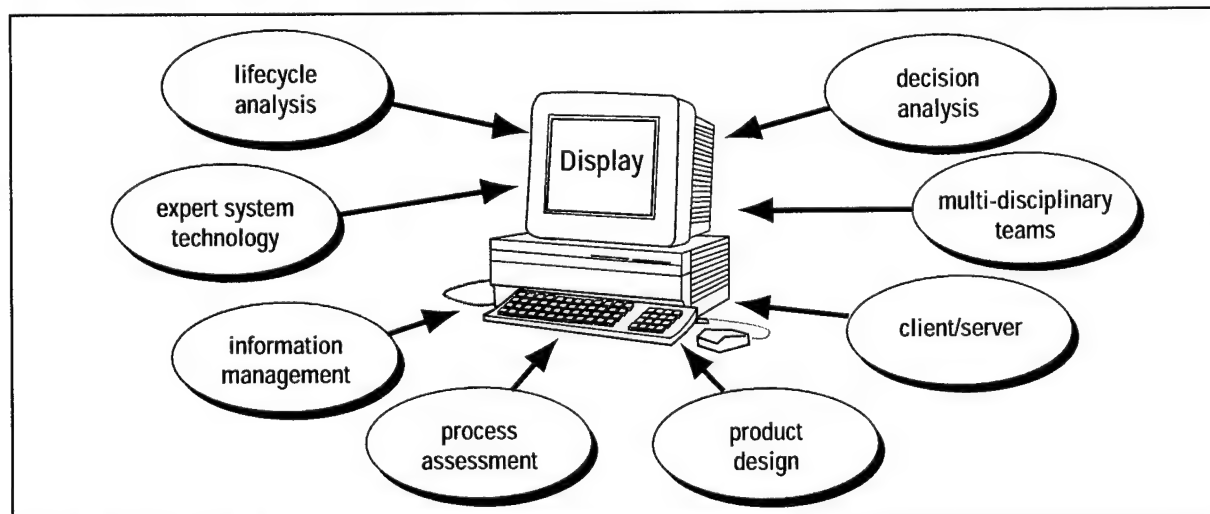 lifecycle
analysis
decision
analysis
Display
expert system
technology
multi-disciplinary
teams
information
management
client/server
process
assessment
product
design